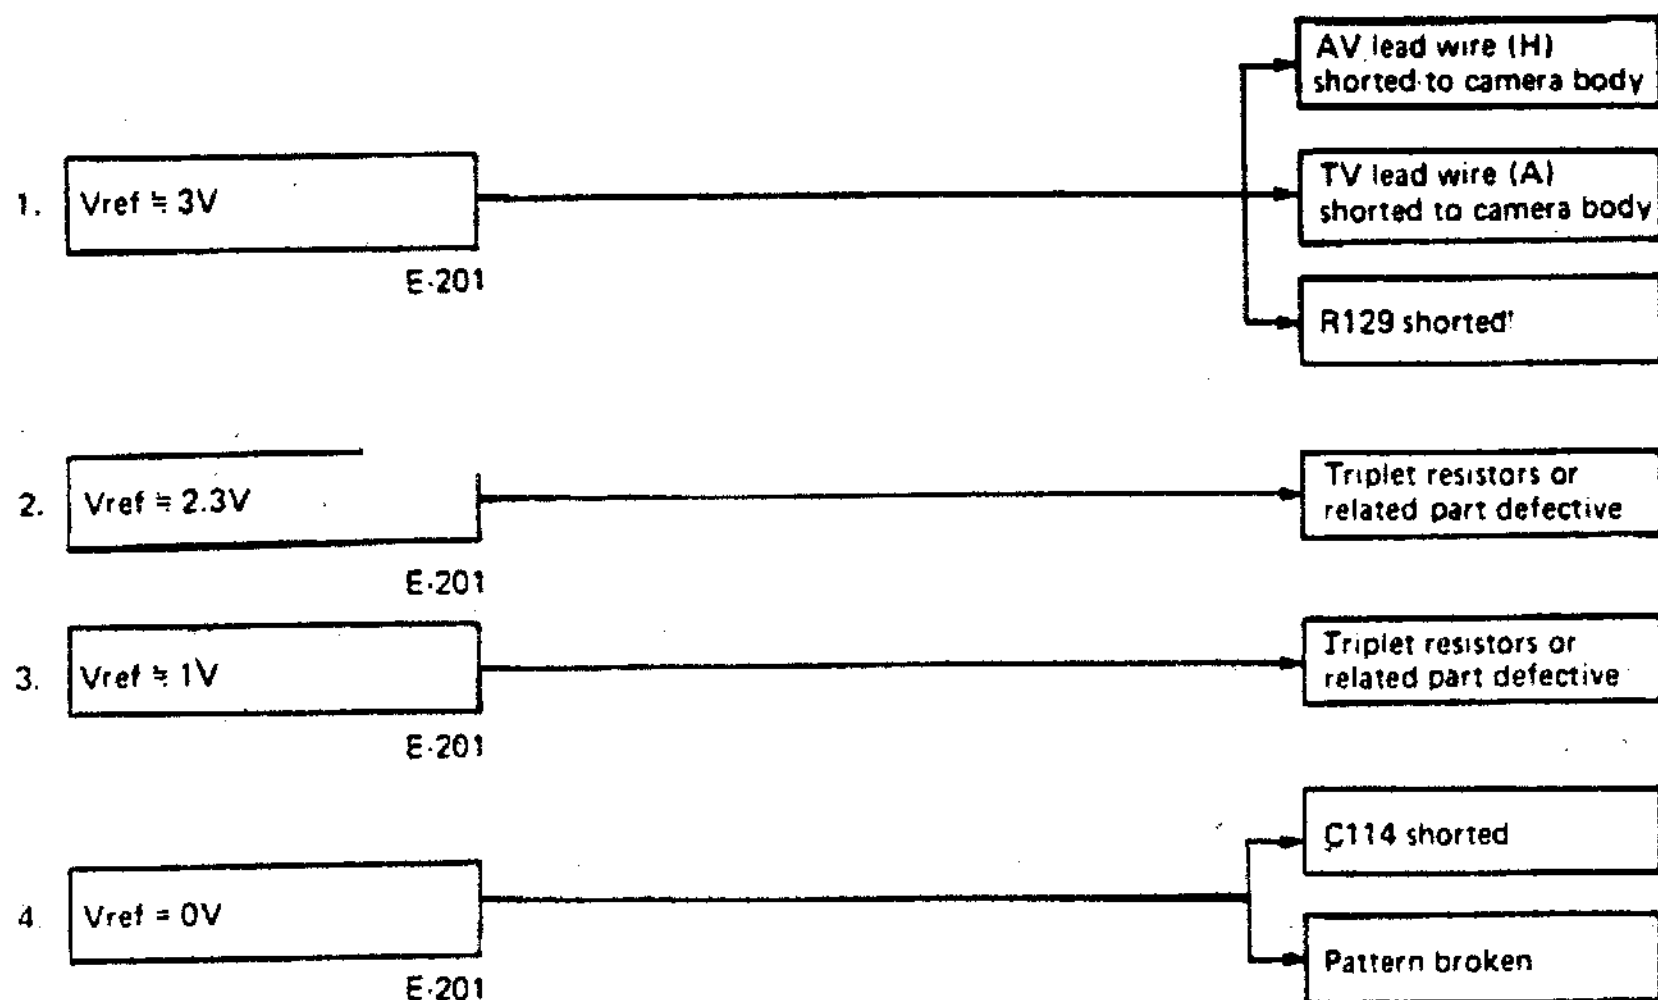 AV lead wire (H)
shorted to camera body
1. Vref ≒ 3V
TV lead wire (A)
shorted to camera body
E-201
R129 shorted
2. Vref ≒ 2.3V
Triplet resistors or
related part defective
E-201
3. Vref ≒ 1V
Triplet resistors or
related part defective
E-201
C114 shorted
4. Vref = 0V
Pattern broken
E-201